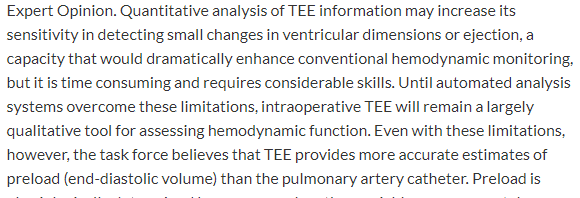 Expert Opinion. Quantitative analysis of TEE information may increase its
sensitivity in detecting small changes in ventricular dimensions or ejection, a
capacity that would dramatically enhance conventional hemodynamic monitoring,
but it is time consuming and requires considerable skills. Until automated analysis
systems overcome these limitations, intraoperative TEE will remain a largely
qualitative tool for assessing hemodynamic function. Even with these limitations,
however, the task force believes that TEE provides more accurate estimates of
preload (end-diastolic volume) than the pulmonary artery catheter. Preload is